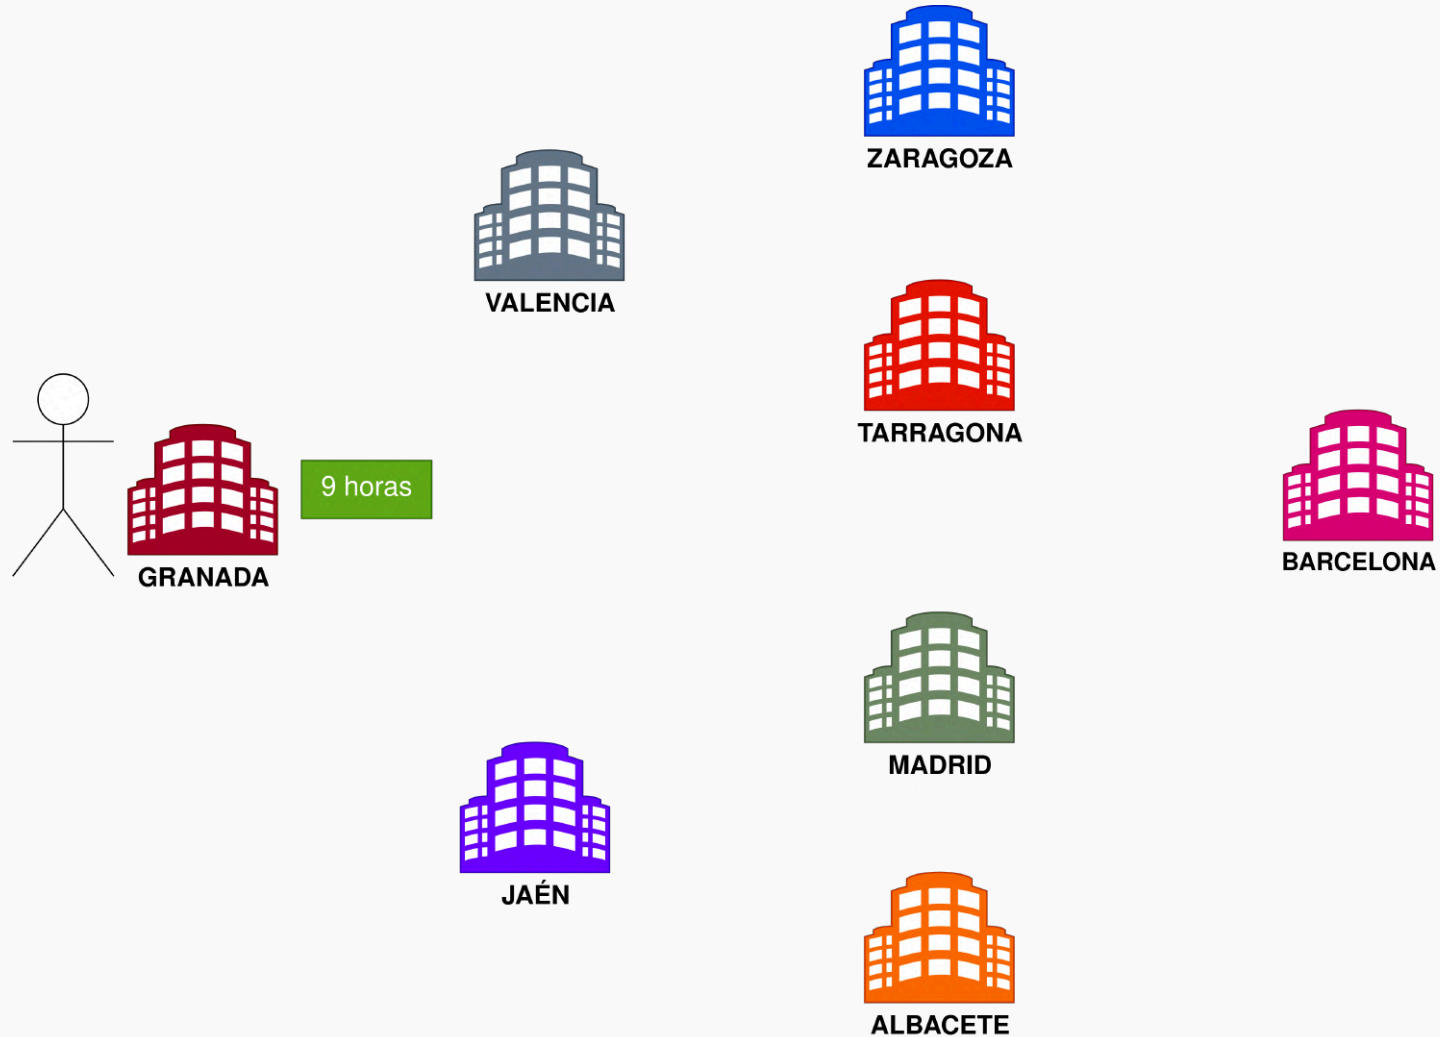 ZARAGOZA
VALENCIA
TARRAGONA
9 horas
GRANADA
BARCELONA
MADRID
JAÉN
ALBACETE